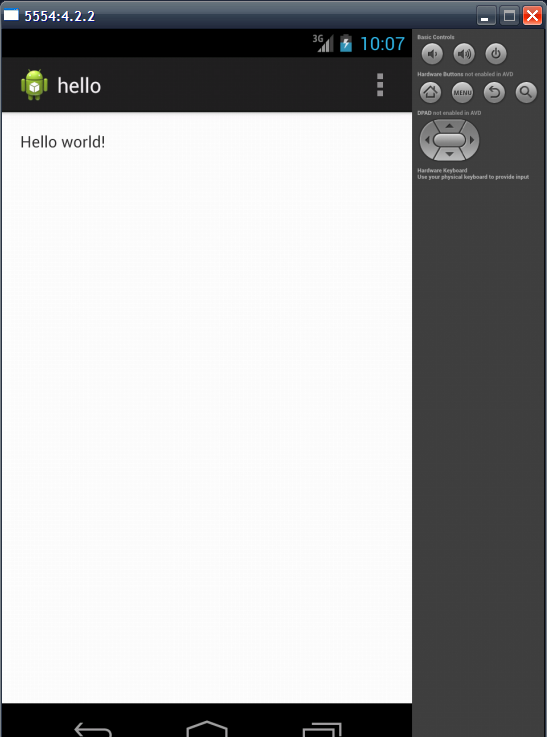 5554:4.2.2
3G 10:07
hello
Hello world!
Basic Controls
Hardware Buttons not enabled in AVD
MENU
DPAD not enabled in AVD
Hardware Keyboard
Use your physical keyboard to provide input